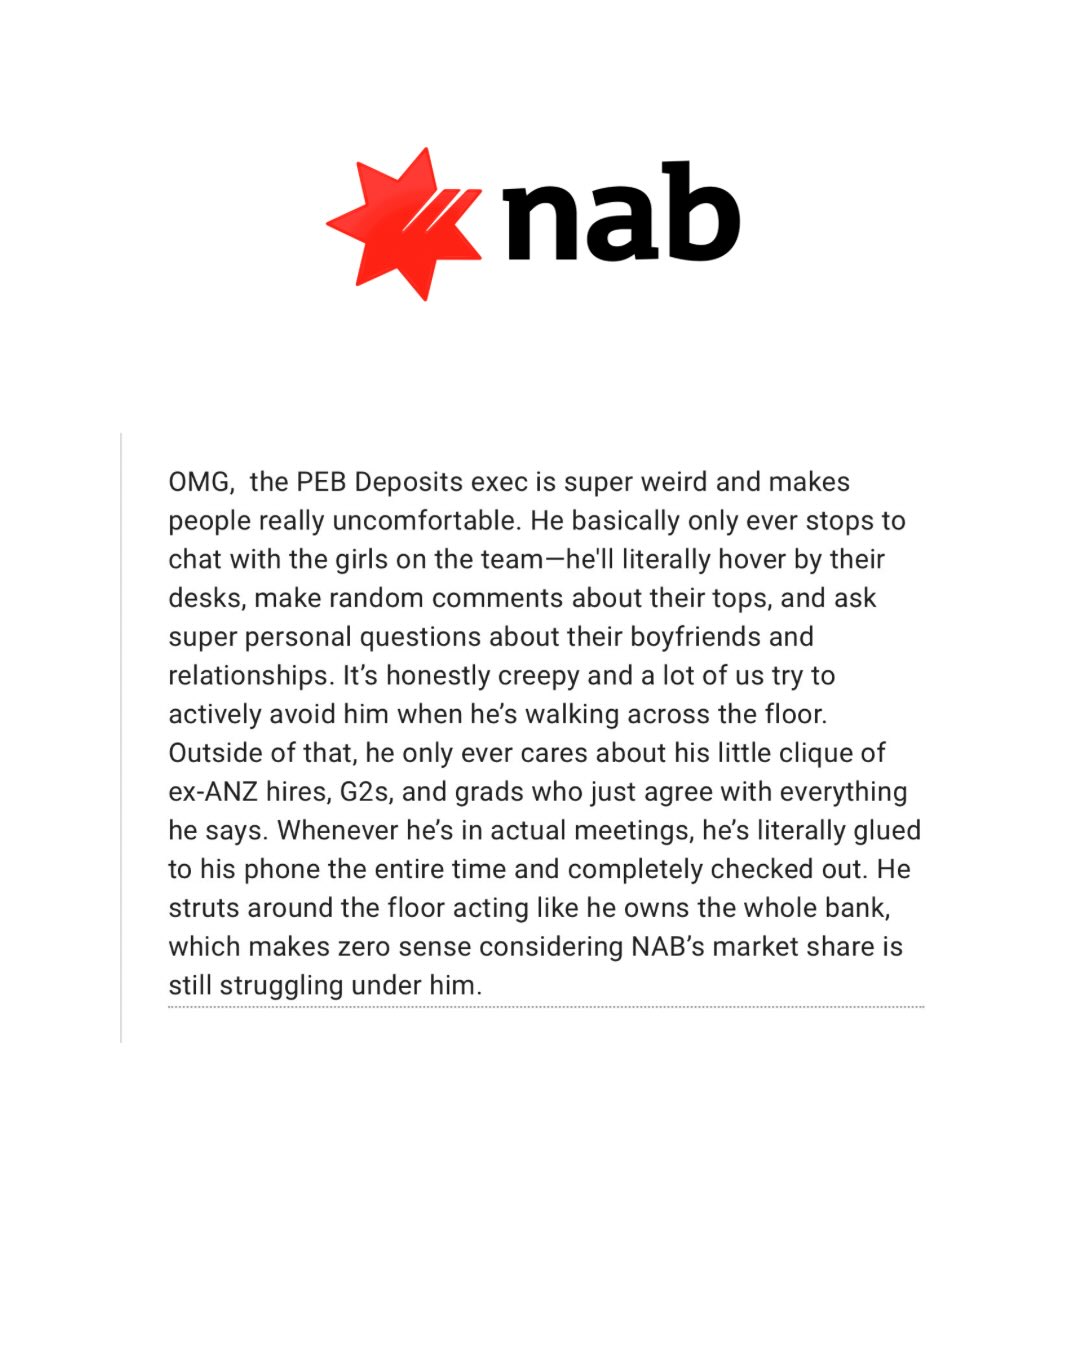 nab
OMG,  the PEB Deposits exec is super weird and makes
people really uncomfortable. He basically only ever stops to
chat with the girls on the team—he'll literally hover by their
desks, make random comments about their tops, and ask
super personal questions about their boyfriends and
relationships. It’s honestly creepy and a lot of us try to
actively avoid him when he’s walking across the floor.
Outside of that, he only ever cares about his little clique of
ex-ANZ hires, G2s, and grads who just agree with everything
he says. Whenever he’s in actual meetings, he’s literally glued
to his phone the entire time and completely checked out. He
struts around the floor acting like he owns the whole bank,
which makes zero sense considering NAB’s market share is
still struggling under him.